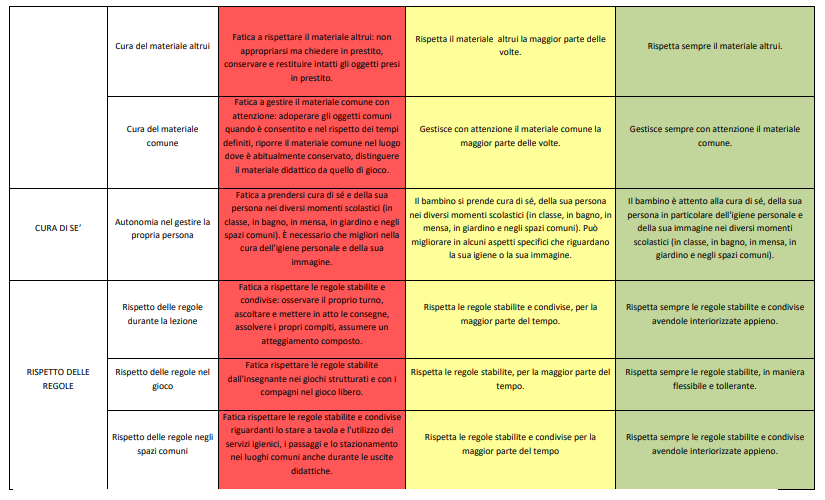 Cura del materiale altrui
Fatica a rispettare il materiale altrui: non
appropriarsi ma chiedere in prestito,
conservare e restituire intatti gli oggetti presi
in prestito.
Rispetta il materiale altrui la maggior parte delle
volte.
Rispetta sempre il materiale altrui.
Cura del materiale
comune
Fatica a gestire il materiale comune con
attenzione: adoperare gli oggetti comuni
quando è consentito e nel rispetto dei tempi
definiti, riporre il materiale comune nel luogo
dove è abitualmente conservato, distinguere
il materiale didattico da quello di gioco.
Gestisce con attenzione il materiale comune la
maggior parte delle volte.
Gestisce sempre con attenzione il materiale
comune.
CURA DI SE’
Autonomia nel gestire la
propria persona
Fatica a prendersi cura di sé e della sua
persona nei diversi momenti scolastici (in
classe, in bagno, in mensa, in giardino e negli
spazi comuni). È necessario che migliori nella
cura dell'igiene personale e della sua
immagine.
Il bambino si prende cura di sé, della sua persona
nei diversi momenti scolastici (in classe, in bagno, in
mensa, in giardino e negli spazi comuni). Può
migliorare in alcuni aspetti specifici che riguardano
la sua igiene o la sua immagine.
Il bambino è attento alla cura di sé, della sua
persona in particolare dell'igiene personale e
della sua immagine nei diversi momenti
scolastici (in classe, in bagno, in mensa, in
giardino e negli spazi comuni).
RISPETTO DELLE
REGOLE
Rispetto delle regole
durante la lezione
Fatica a rispettare le regole stabilite e
condivise: osservare il proprio turno,
ascoltare e mettere in atto le consegne,
assolvere i propri compiti, assumere un
atteggiamento composto.
Rispetta le regole stabilite e condivise, per la
maggior parte del tempo.
Rispetta sempre le regole stabilite e condivise
avendole interiorizzate appieno.
Rispetto delle regole nel
gioco
Fatica rispettare le regole stabilite
dall'insegnante nei giochi strutturati e con i
compagni nel gioco libero.
Rispetta le regole stabilite, per la maggior parte del
tempo.
Rispetta sempre le regole stabilite, in maniera
flessibile e tollerante.
Rispetto delle regole negli
spazi comuni
Fatica rispettare le regole stabilite e condivise
riguardanti lo stare a tavola e l'utilizzo dei
servizi igienici, i passaggi e lo stazionamento
nei luoghi comuni anche durante le uscite
didattiche.
Rispetta le regole stabilite e condivise per la
maggior parte del tempo
Rispetta sempre le regole stabilite e condivise
avendole interiorizzate appieno.